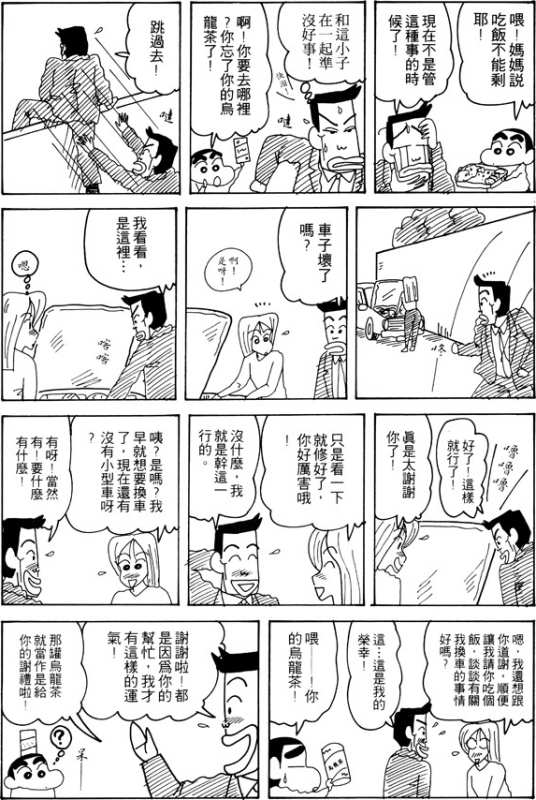 喂！媽媽說
吃飯不能剩
耶！
現在不是管
這種事的時
候了！
和這小子
在一起準
沒好事！
啊！你要去哪裡
？你忘了你的烏
龍茶了！
跳過去！
車子壞了
嗎？
啊！
是呀！
我看看，
是這裡…
嗯
嚕嚕嚕
好了！這樣
就行了！
真是太謝謝
你了！
只是看一下
就修好了，
你好厲害哦
沒什麼，我
就是幹這一
行的。
咦？是嗎？我
早就想要換車
了，現在還有
沒有小型車呀
？
有呀！當然
有！要什麼
有什麼！
嗯，我還想跟
你道謝，順便
讓我請你吃個
飯，談談有關
我換車的事情
好嗎？
這…這是我的
榮幸！
喂…！你
的烏龍茶！
謝謝啦！都
是因為你的
幫忙，我才
有這樣的運
氣！
那罐烏龍茶
就當作是給
你的謝禮啦！
？
呆